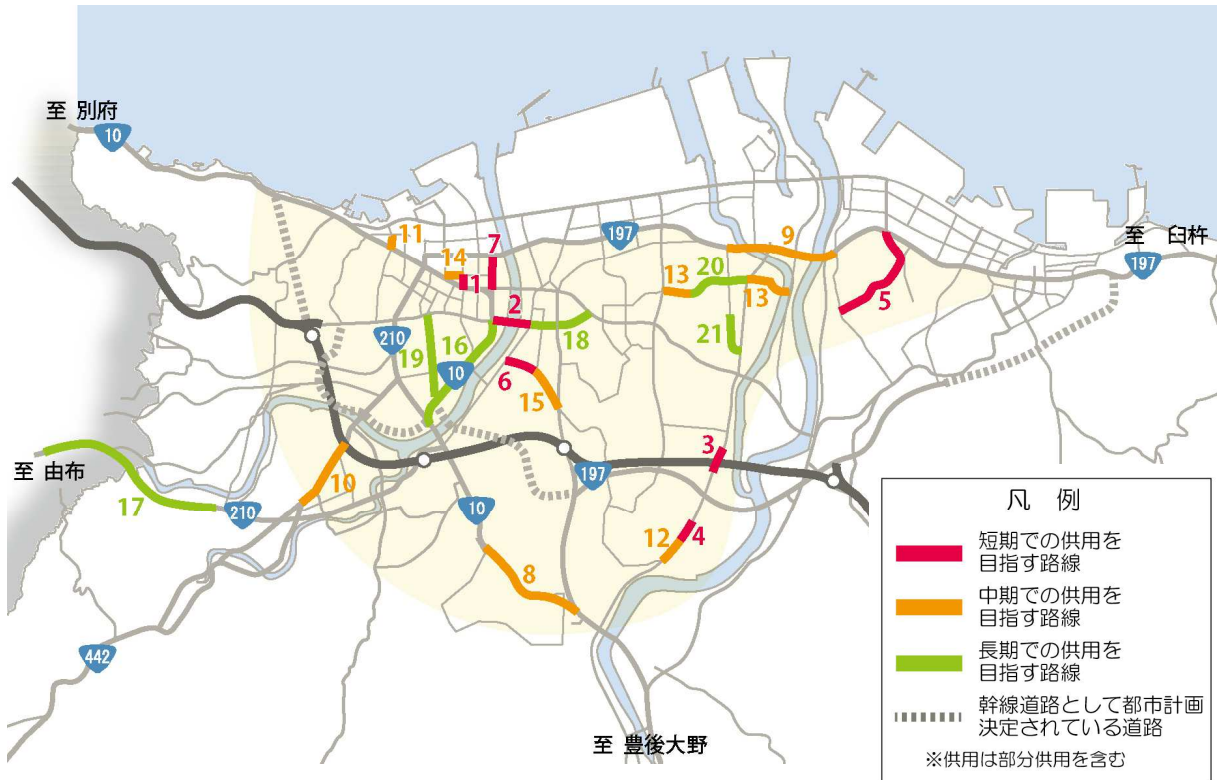 至 別府
10
11
7
197
9
至 臼杵
197
14
1
13
20
13
5
2
18
21
210
19
16
10
6
15
3
197
至 由布
17
210
10
10
12
4
8
442
至 豊後大野
凡 例
短期での供用を
目指す路線
中期での供用を
目指す路線
長期での供用を
目指す路線
幹線道路として都市計画
決定されている道路
※供用は部分供用を含む